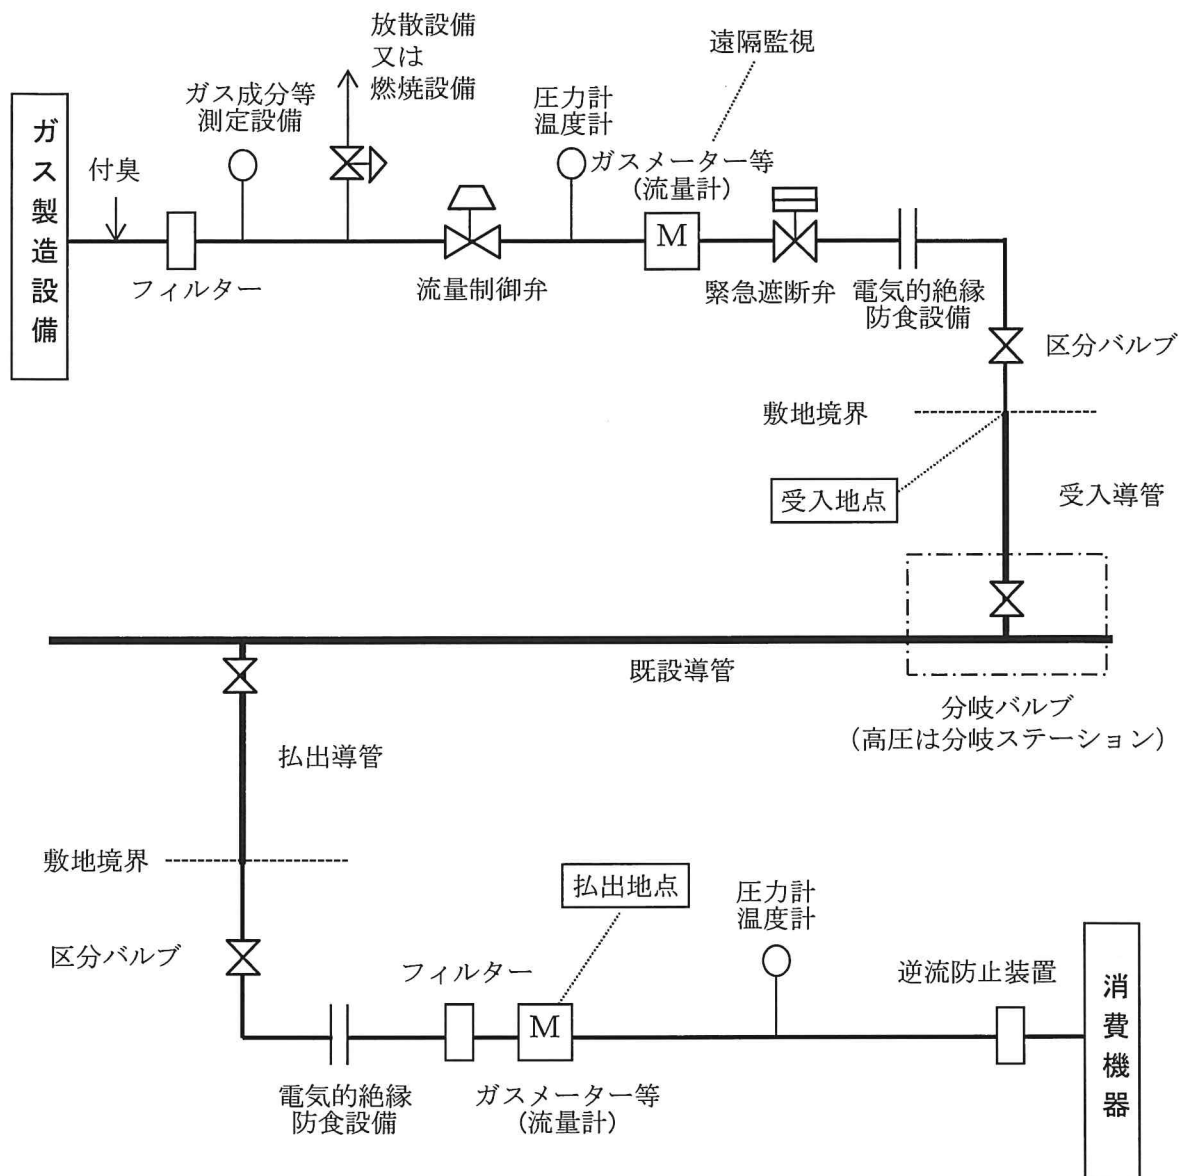 放散設備
又は
燃焼設備
遠隔監視
ガス成分等
測定設備
圧力計
温度計
ガスメーター等
(流量計)
ガス製造設備
付臭
M
フィルター
流量制御弁
緊急遮断弁
電気的絶縁
防食設備
区分バルブ
敷地境界
受入地点
受入導管
既設導管
分岐バルブ
(高圧は分岐ステーション)
払出導管
敷地境界
払出地点
圧力計
温度計
区分バルブ
フィルター
逆流防止装置
M
消費機器
電気的絶縁
防食設備
ガスメーター等
(流量計)